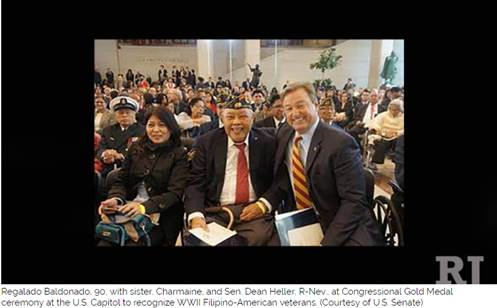 RJ
Regalado Baldonado, 90, with sister, Charmaine, and Sen. Dean Heller, R-Nev., at Congressional Gold Medal
ceremony at the U.S. Capitol to recognize WWII Filipino-American veterans. (Courtesy of U.S. Senate)